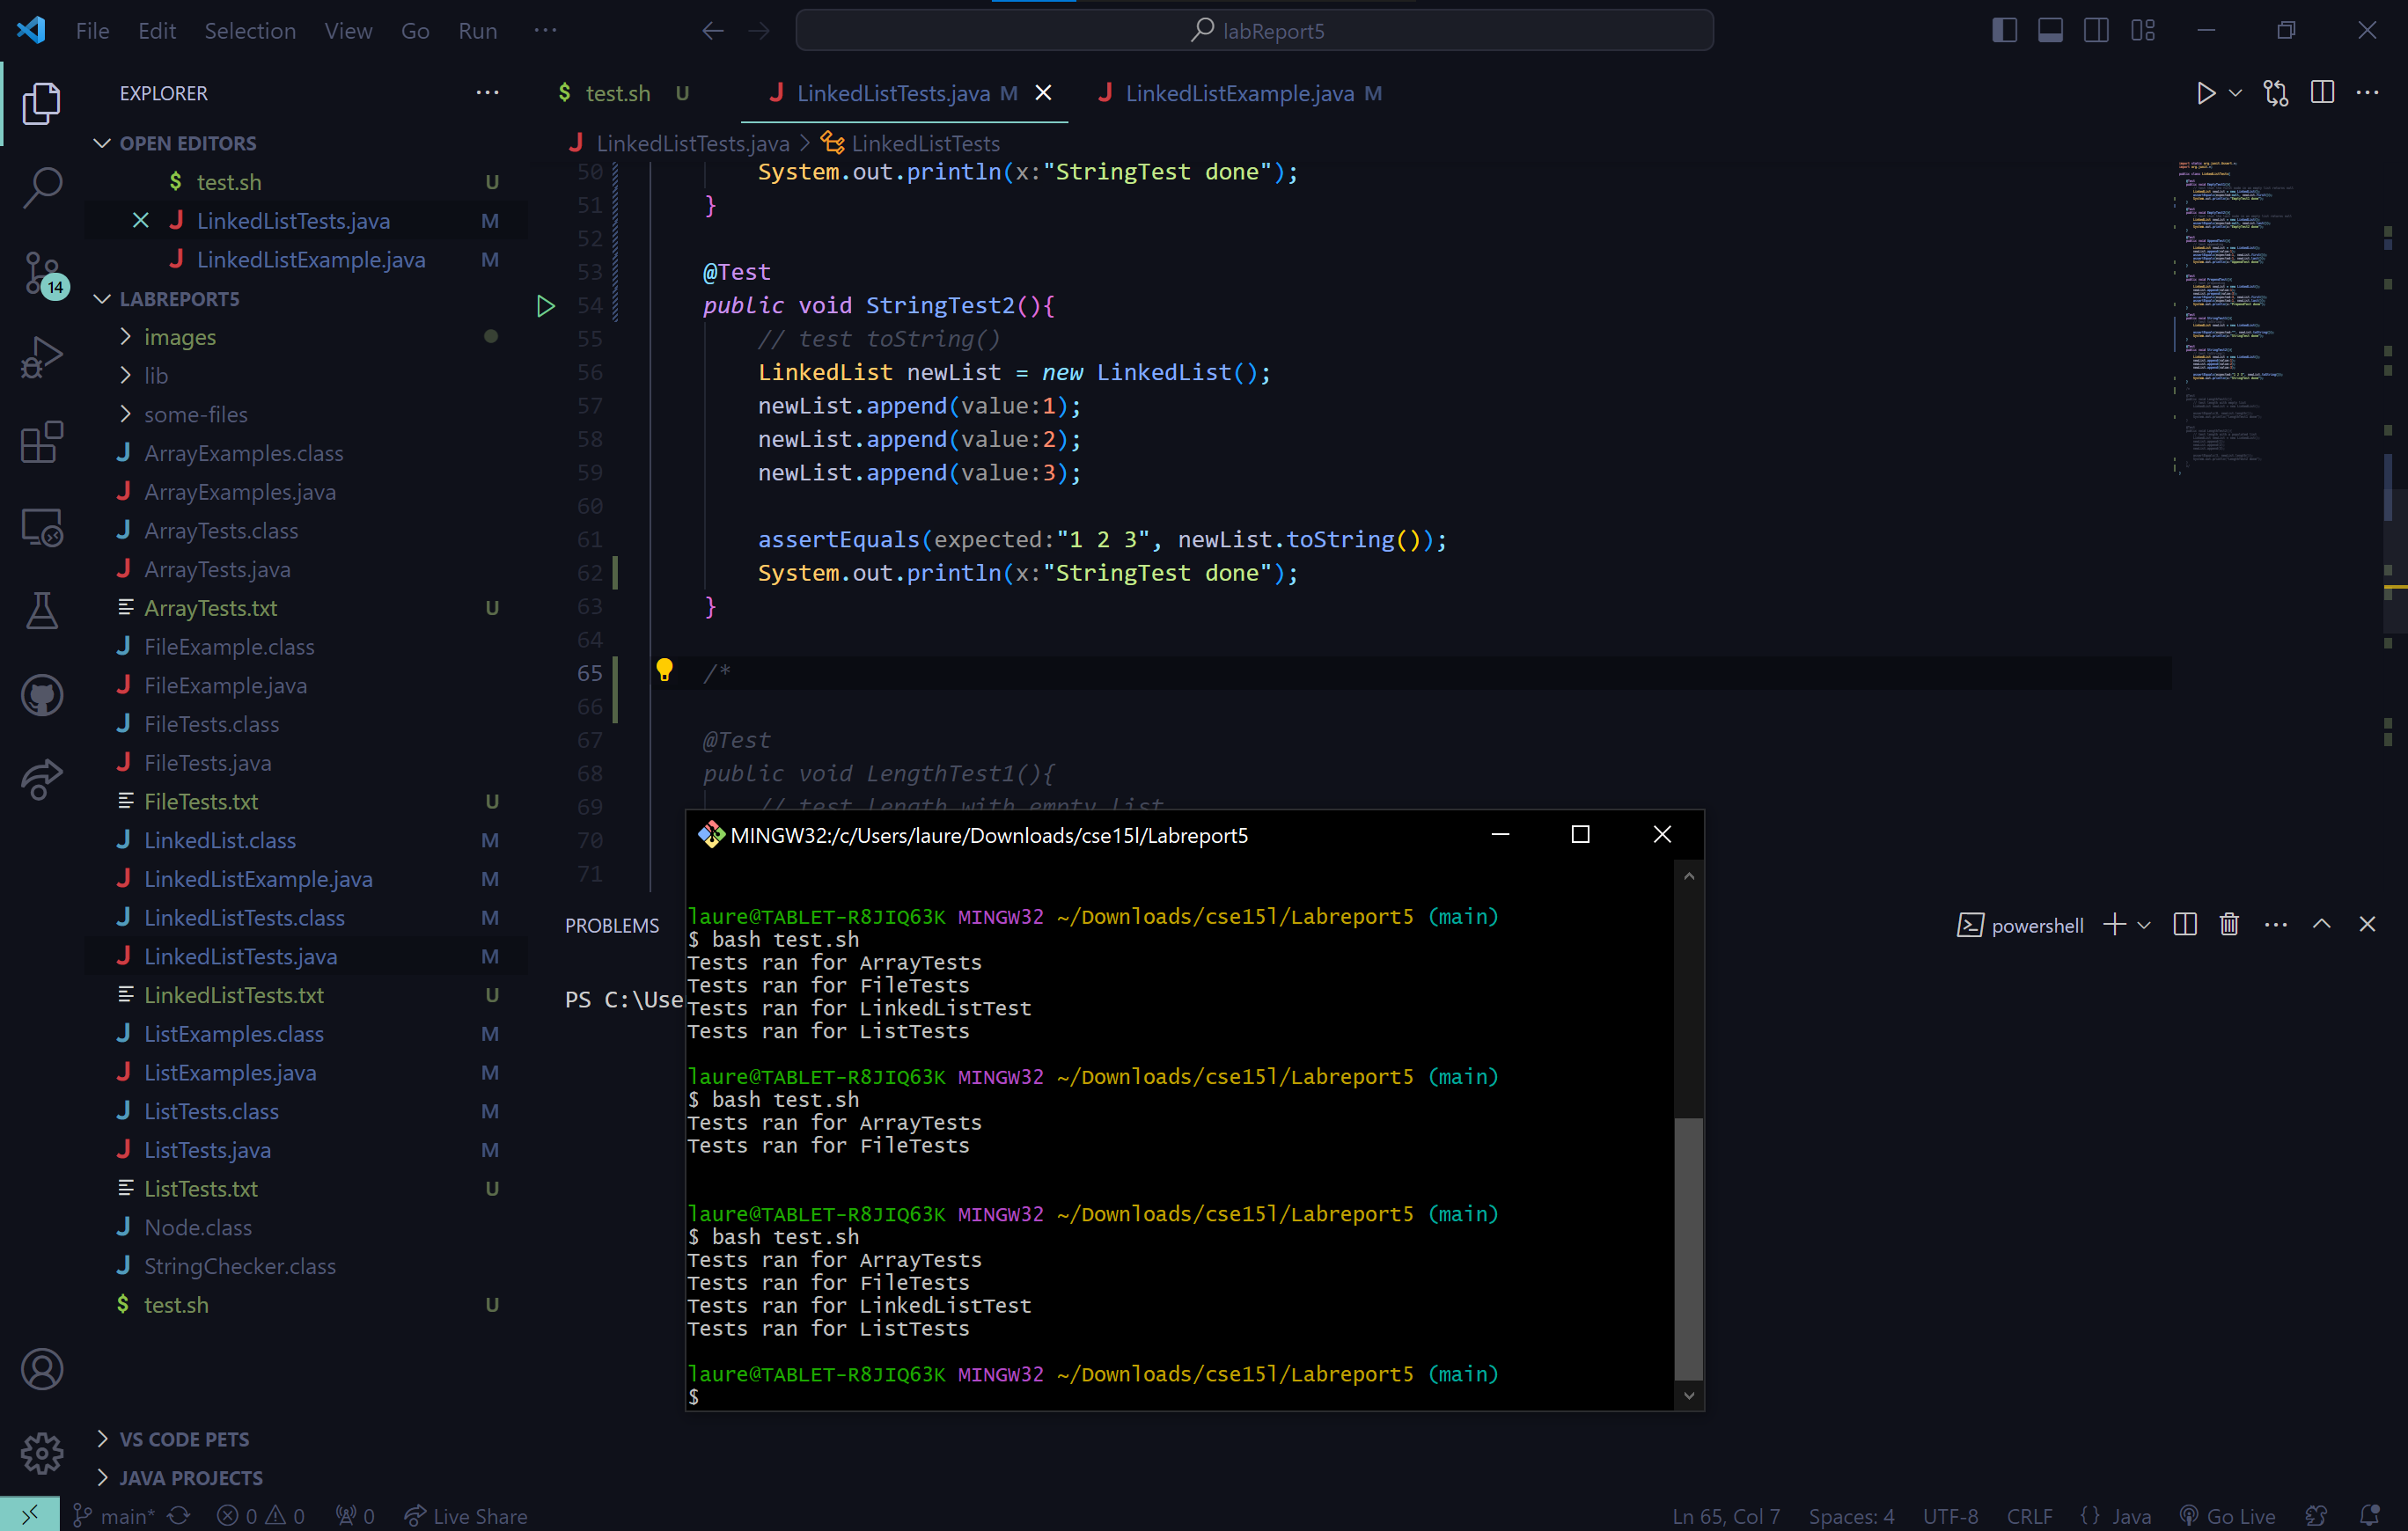 File Edit Selection View Go Run ··· labReport5
EXPLORER
OPEN EDITORS
$ test.sh U
LinkedListTests.java M
LinkedListExample.java M
LABREPORT5
images
lib
some-files
ArrayExamples.class
ArrayExamples.java
ArrayTests.class
ArrayTests.java
ArrayTests.txt U
FileExample.class
FileExample.java
FileTests.class
FileTests.java
FileTests.txt U
LinkedList.class M
LinkedListExample.java M
LinkedListTests.class M
LinkedListTests.java M
LinkedListTests.txt U
ListExamples.class M
ListExamples.java M
ListTests.class M
ListTests.java M
ListTests.txt U
Node.class
StringChecker.class
$ test.sh U
VS CODE PETS
JAVA PROJECTS
14
$ test.sh U LinkedListTests.java M LinkedListExample.java M
LinkedListTests.java > LinkedListTests
50 System.out.println(x:"StringTest done");
51 }
52
53 @Test
54 public void StringTest2(){
55 // test toString()
56 LinkedList newList = new LinkedList();
57 newList.append(value:1);
58 newList.append(value:2);
59 newList.append(value:3);
60
61 assertEquals(expected:"1 2 3", newList.toString());
62 System.out.println(x:"StringTest done");
63 }
64
65 /*
66
67 @Test
68 public void LengthTest1(){
69 // test length with empty list
70
71
PROBLEMS
powershell
PS C:\Use
MINGW32:/c/Users/laure/Downloads/cse15l/Labreport5
laure@TABLET-R8JIQ63K MINGW32 ~/Downloads/cse15l/Labreport5 (main)
$ bash test.sh
Tests ran for ArrayTests
Tests ran for FileTests
Tests ran for LinkedListTest
Tests ran for ListTests
laure@TABLET-R8JIQ63K MINGW32 ~/Downloads/cse15l/Labreport5 (main)
$ bash test.sh
Tests ran for ArrayTests
Tests ran for FileTests
laure@TABLET-R8JIQ63K MINGW32 ~/Downloads/cse15l/Labreport5 (main)
$ bash test.sh
Tests ran for ArrayTests
Tests ran for FileTests
Tests ran for LinkedListTest
Tests ran for ListTests
laure@TABLET-R8JIQ63K MINGW32 ~/Downloads/cse15l/Labreport5 (main)
$
main* 0 0 0 Live Share Ln 65, Col 7 Spaces: 4 UTF-8 CRLF {} Java Go Live